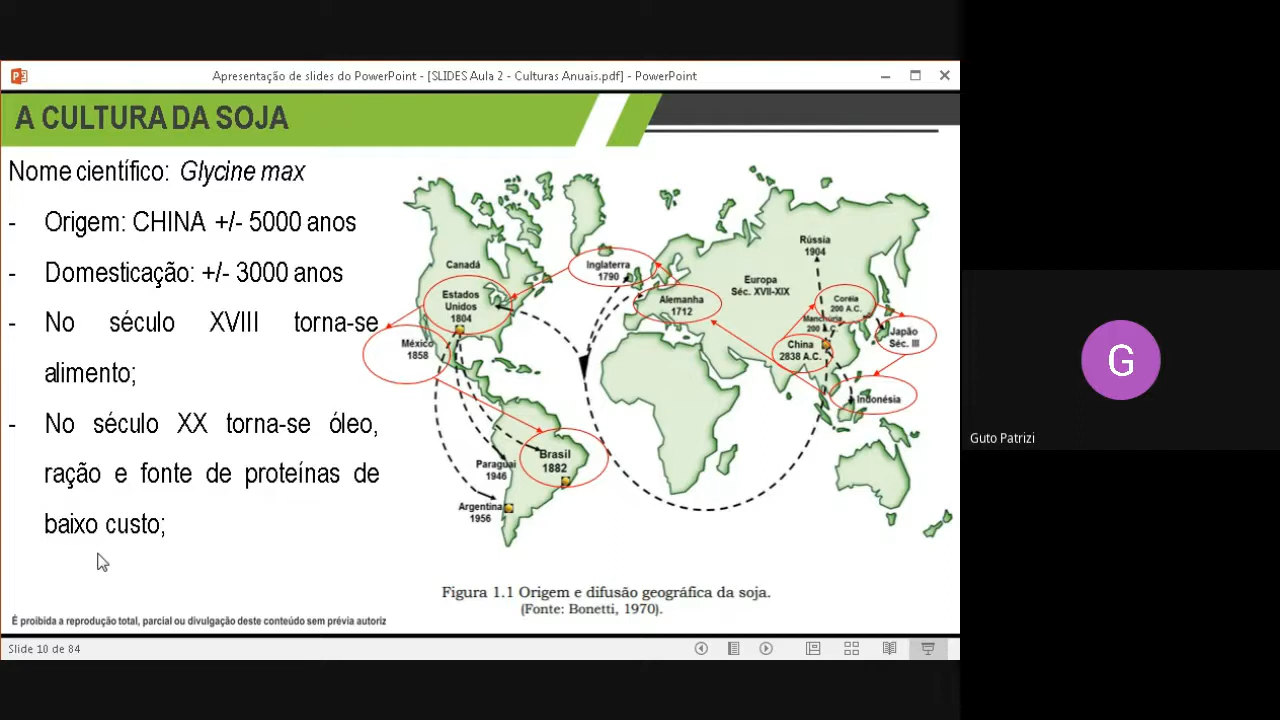 Apresentação de slides do PowerPoint - [SLIDES Aula 2 - Culturas Anuais.pdf] - PowerPoint
A CULTURA DA SOJA
Nome científico: Glycine max
- Origem: CHINA +/- 5000 anos
- Domesticação: +/- 3000 anos
- No século XVIII torna-se
alimento;
- No século XX torna-se óleo,
ração e fonte de proteínas de
baixo custo;
Canadá
Estados
Unidos
1804
México
1858
Inglaterra
1790
Alemanha
1712
Europa
Séc. XVII-XIX
Rússia
1904
Coréia
200 A.C.
Manchúria
200 A.C.
China
2838 A.C.
Japão
Séc. III
Indonésia
Brasil
1882
Paraguai
1946
Argentina
1956
Figura 1.1 Origem e difusão geográfica da soja.
(Fonte: Bonetti, 1970).
É proibida a reprodução total, parcial ou divulgação deste conteúdo sem prévia autoriz
Slide 10 de 84
G
Guto Patrizi